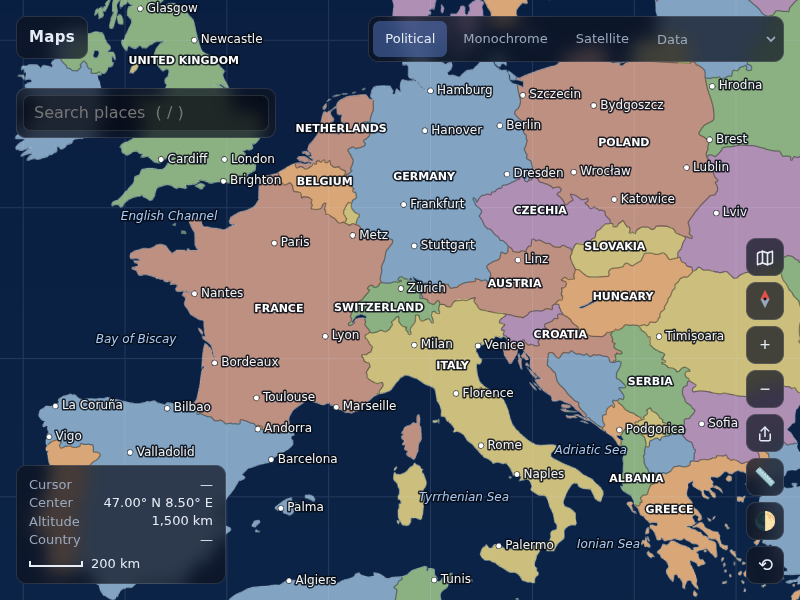 Maps
Political
Monochrome
Satellite
Data
Search places ( / )
Glasgow
Newcastle
UNITED KINGDOM
Hamburg
Szczecin
Hrodna
Bydgoszcz
NETHERLANDS
Hanover
Berlin
POLAND
Brest
Cardiff
London
Lublin
Brighton
BELGIUM
GERMANY
Dresden
Wrocław
Katowice
English Channel
Frankfurt
CZECHIA
Lviv
Paris
Metz
Stuttgart
SLOVAKIA
Linz
Nantes
Zürich
AUSTRIA
HUNGARY
FRANCE
SWITZERLAND
Bay of Biscay
Lyon
Milan
Venice
CROATIA
Timișoara
Bordeaux
ITALY
SERBIA
La Coruña
Bilbao
Toulouse
Marseille
Florence
Vigo
Andorra
Podgorica
Sofia
Valladolid
Barcelona
Rome
Adriatic Sea
Naples
ALBANIA
Tyrrhenian Sea
Palma
GREECE
Palermo
Ionian Sea
Algiers
Tunis
Cursor —
Center 47.00° N 8.50° E
Altitude 1,500 km
Country —
200 km
+
−